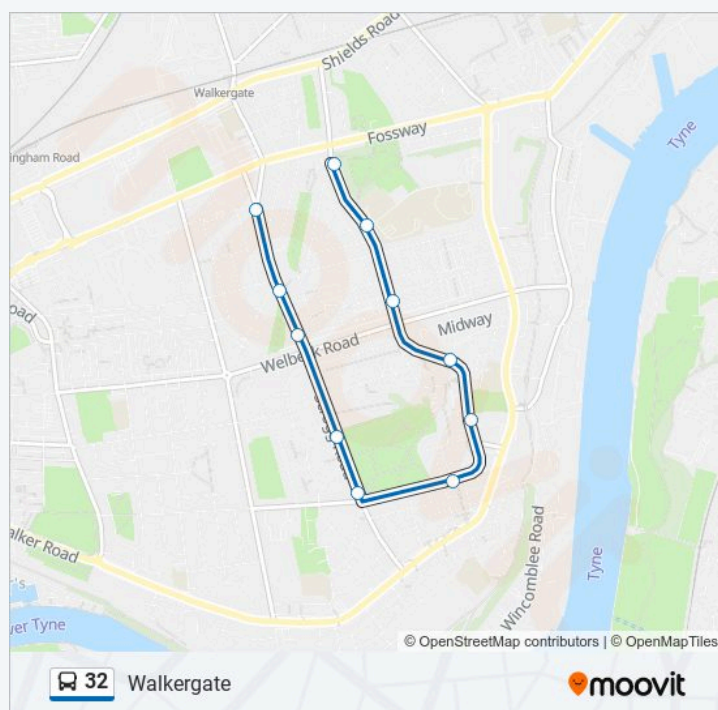 Shields Road
Walkergate
Fossway
ingham Road
Tyne
oad
Midway
Welbeck Road
alker Road
Wincomblee Road
Tyne
wer Tyne
© OpenStreetMap contributors | © OpenMapTiles
32 Walkergate
moovit